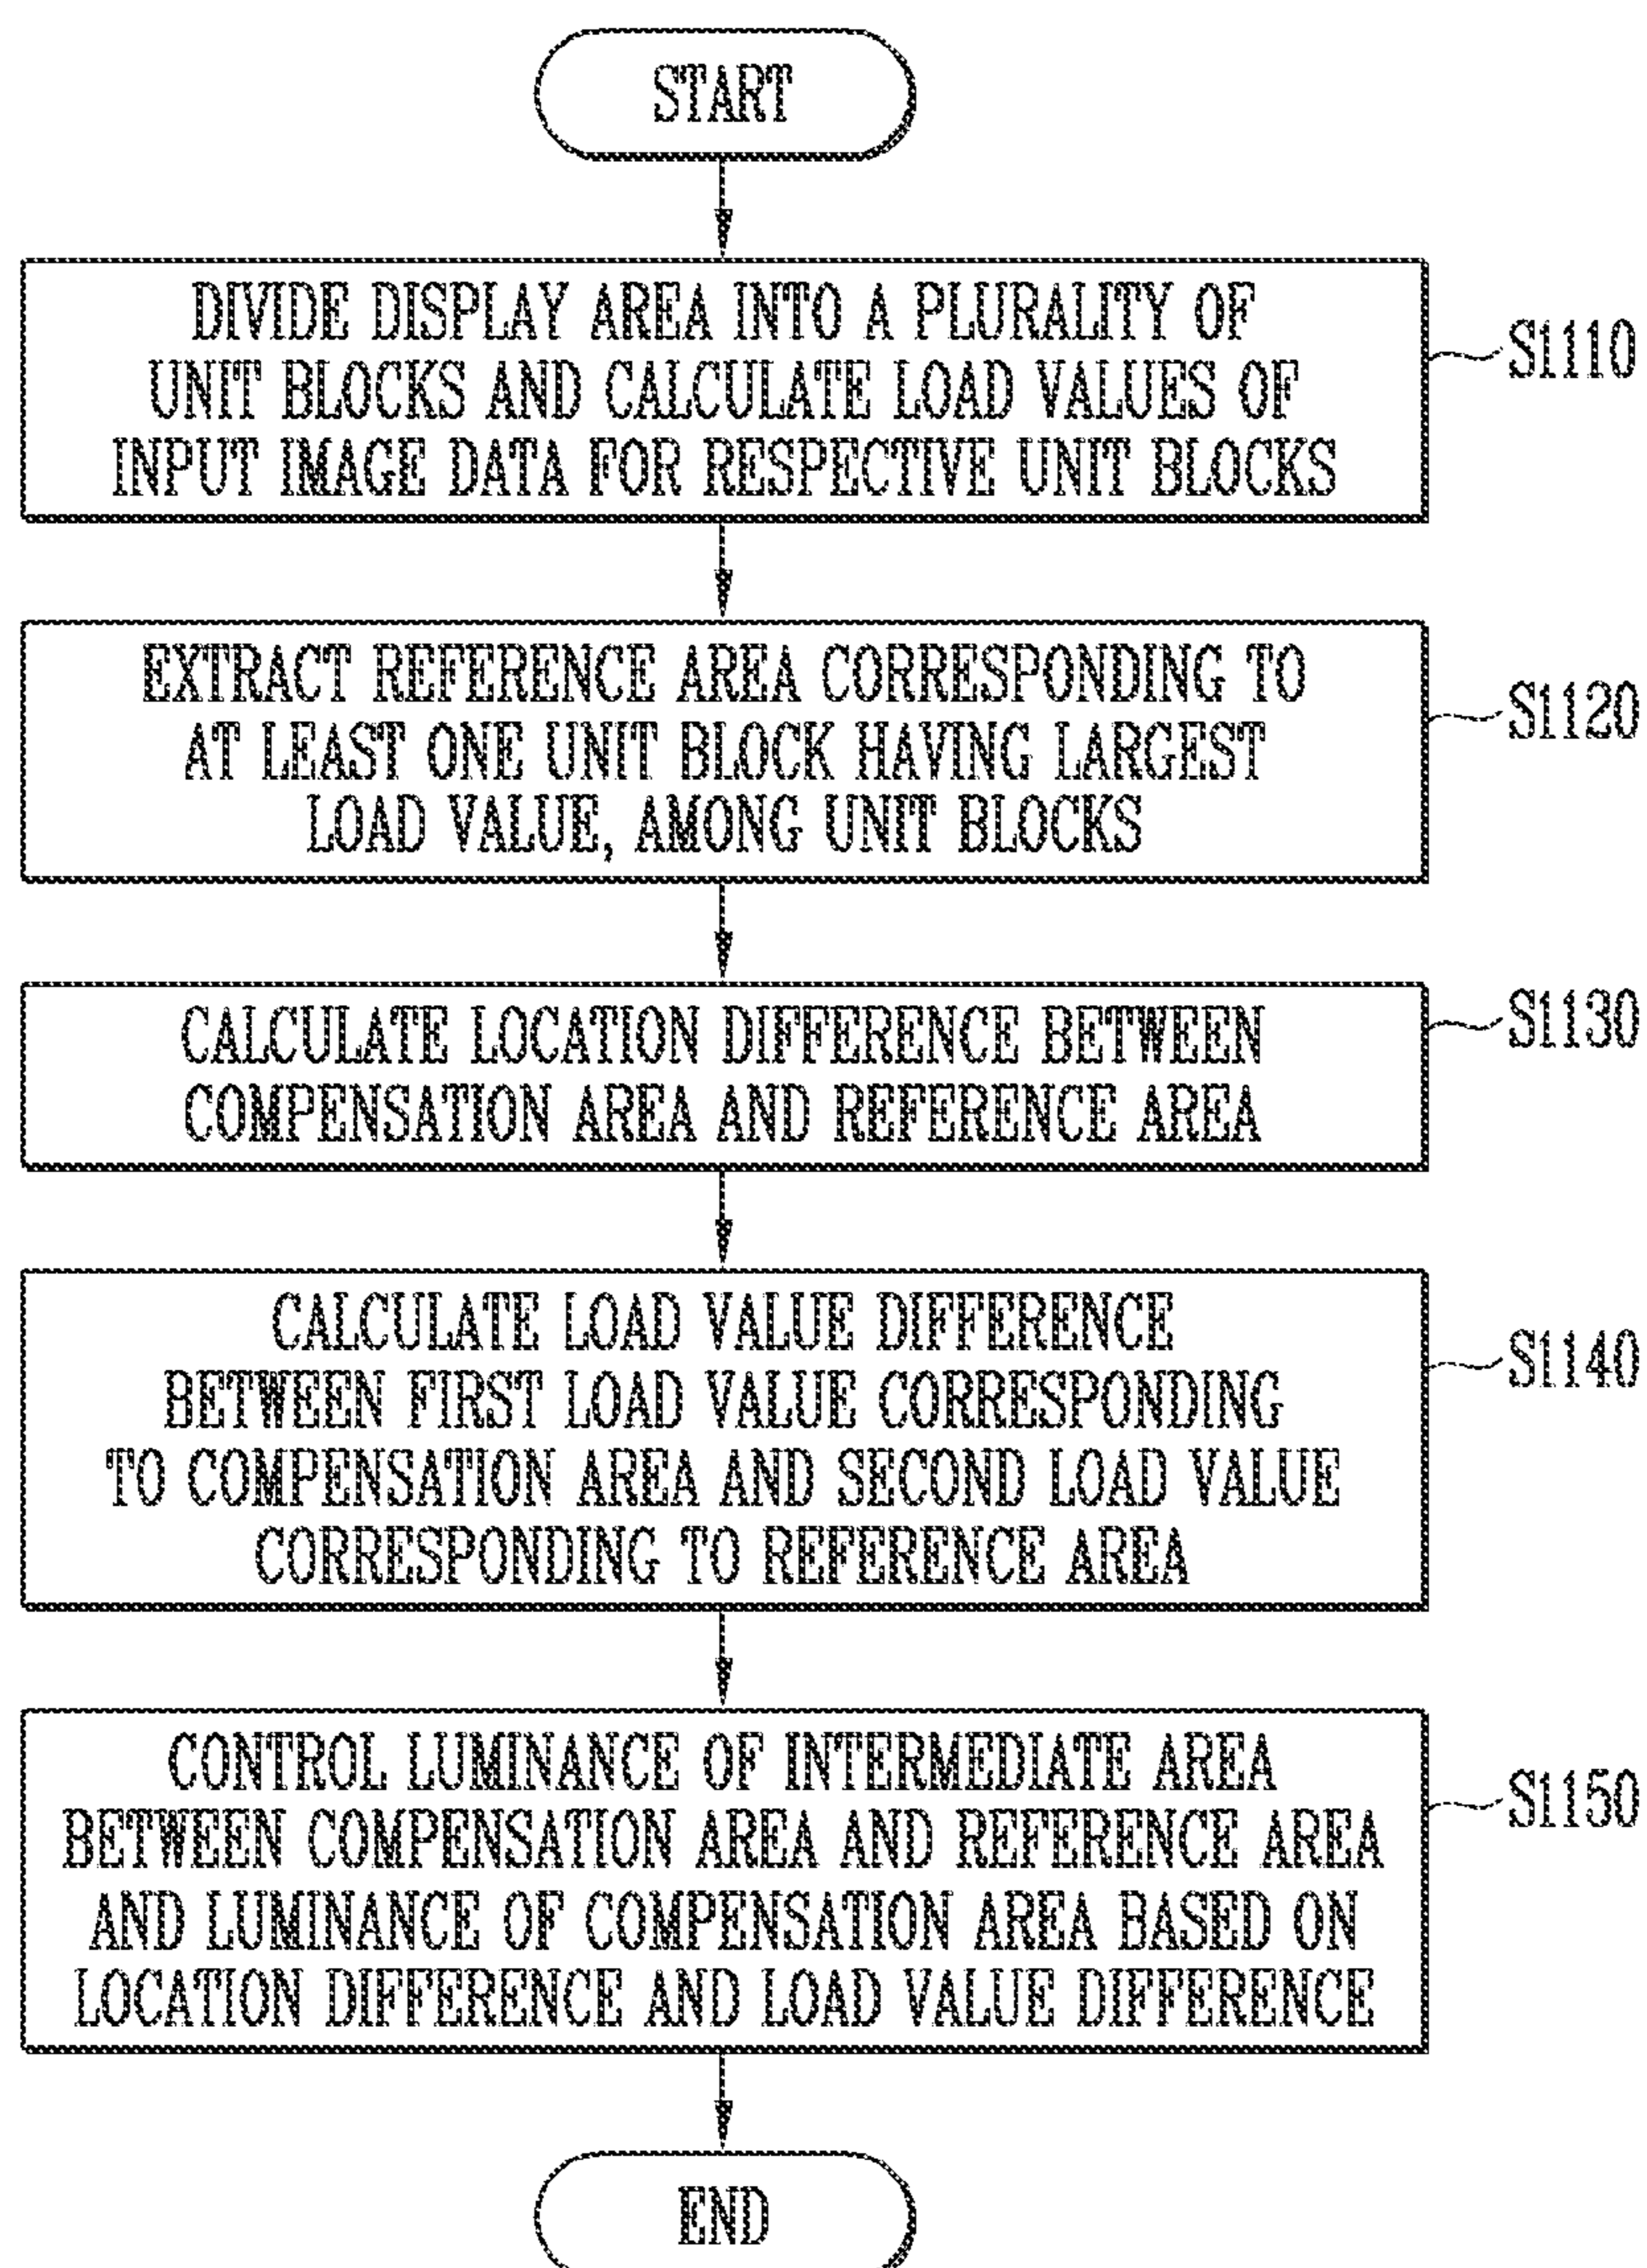 START
DIVIDE DISPLAY AREA INTO A PLURALITY OF
UNIT BLOCKS AND CALCULATE LOAD VALUES OF
INPUT IMAGE DATA FOR RESPECTIVE UNIT BLOCKS
S1110
EXTRACT REFERENCE AREA CORRESPONDING TO
AT LEAST ONE UNIT BLOCK HAVING LARGEST
LOAD VALUE, AMONG UNIT BLOCKS
S1120
CALCULATE LOCATION DIFFERENCE BETWEEN
COMPENSATION AREA AND REFERENCE AREA
S1130
CALCULATE LOAD VALUE DIFFERENCE
BETWEEN FIRST LOAD VALUE CORRESPONDING
TO COMPENSATION AREA AND SECOND LOAD VALUE
CORRESPONDING TO REFERENCE AREA
S1140
CONTROL LUMINANCE OF INTERMEDIATE AREA
BETWEEN COMPENSATION AREA AND REFERENCE AREA
AND LUMINANCE OF COMPENSATION AREA BASED ON
LOCATION DIFFERENCE AND LOAD VALUE DIFFERENCE
S1150
END